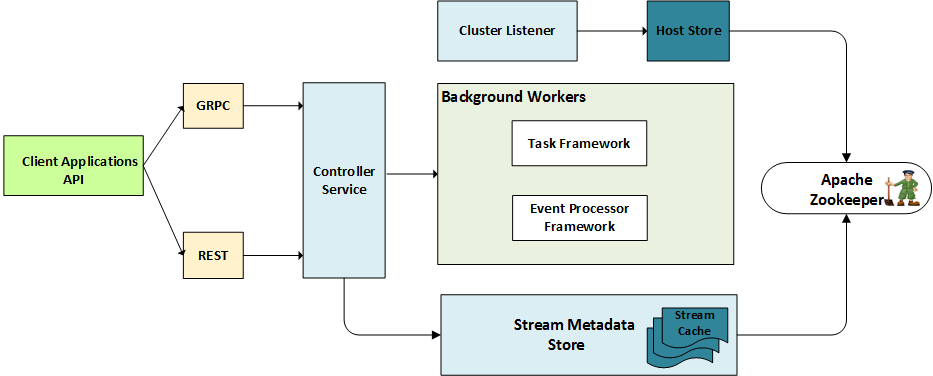 Cluster Listener
Host Store
GRPC
Background Workers
Task Framework
Client Applications
API
Controller
Service
Apache
Zookeeper
Event Processor
Framework
REST
Stream Metadata
Store
Stream
Cache